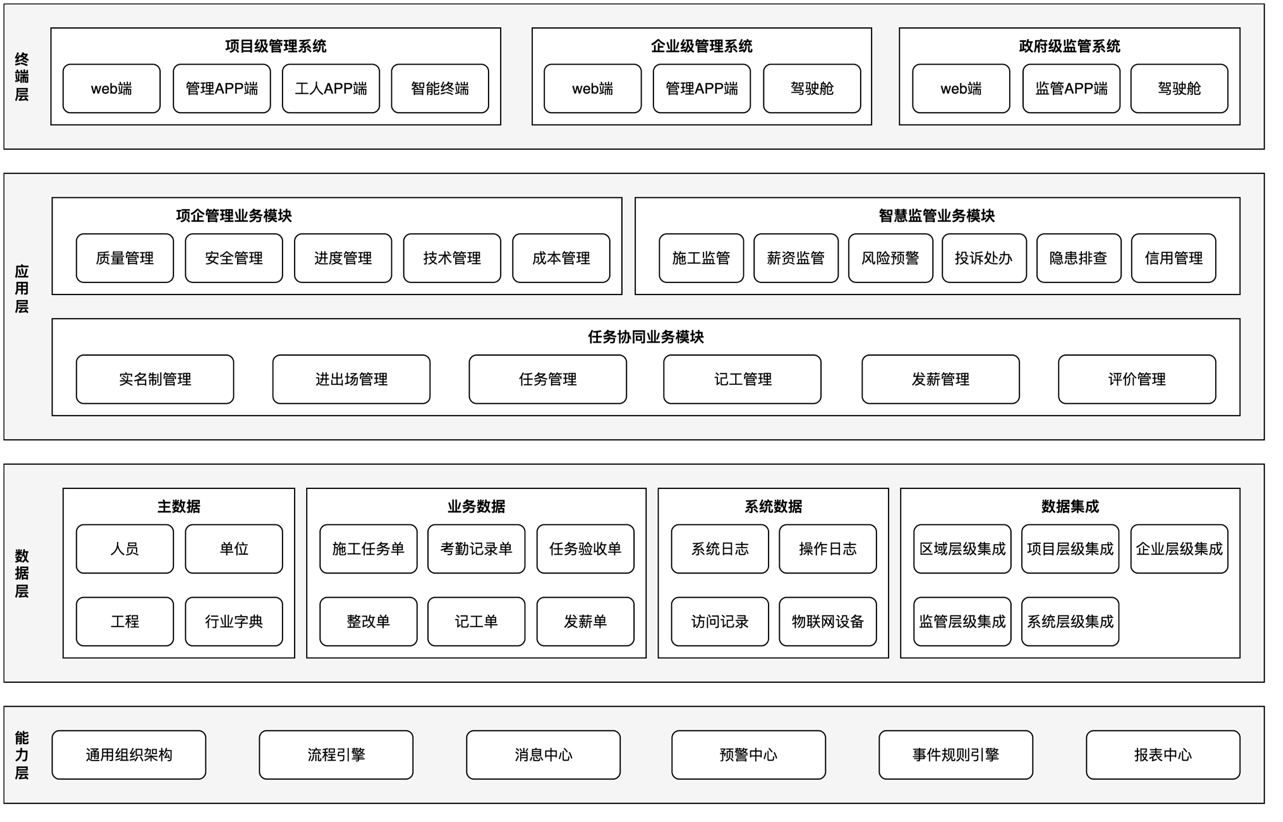 终端层
项目级管理系统
web端
管理APP端
工人APP端
智能终端
企业级管理系统
web端
管理APP端
驾驶舱
政府级监管系统
web端
监管APP端
驾驶舱
应用层
项企管理业务模块
质量管理
安全管理
进度管理
技术管理
成本管理
智慧监管业务模块
施工监管
薪资监管
风险预警
投诉处办
隐患排查
信用管理
任务协同业务模块
实名制管理
进出场管理
任务管理
记工管理
发薪管理
评价管理
数据层
主数据
人员
单位
工程
行业字典
业务数据
施工任务单
考勤记录单
任务验收单
整改单
记工单
发薪单
系统数据
系统日志
操作日志
访问记录
物联网设备
数据集成
区域层级集成
项目层级集成
企业层级集成
监管层级集成
系统层级集成
能力层
通用组织架构
流程引擎
消息中心
预警中心
事件规则引擎
报表中心